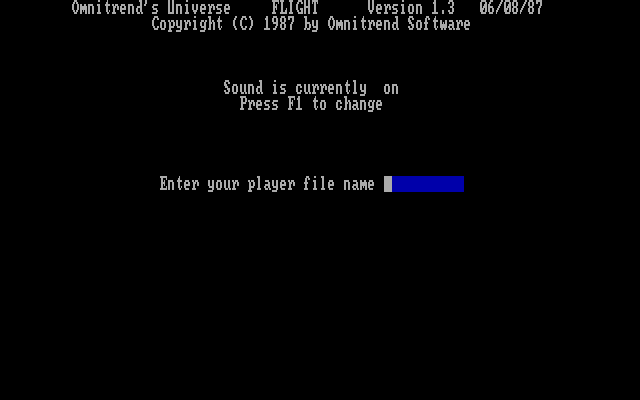 Omnitrend's Universe FLIGHT Version 1.3 06/08/87
Copyright (C) 1987 by Omnitrend Software
Sound is currently on
Press F1 to change
Enter your player file name